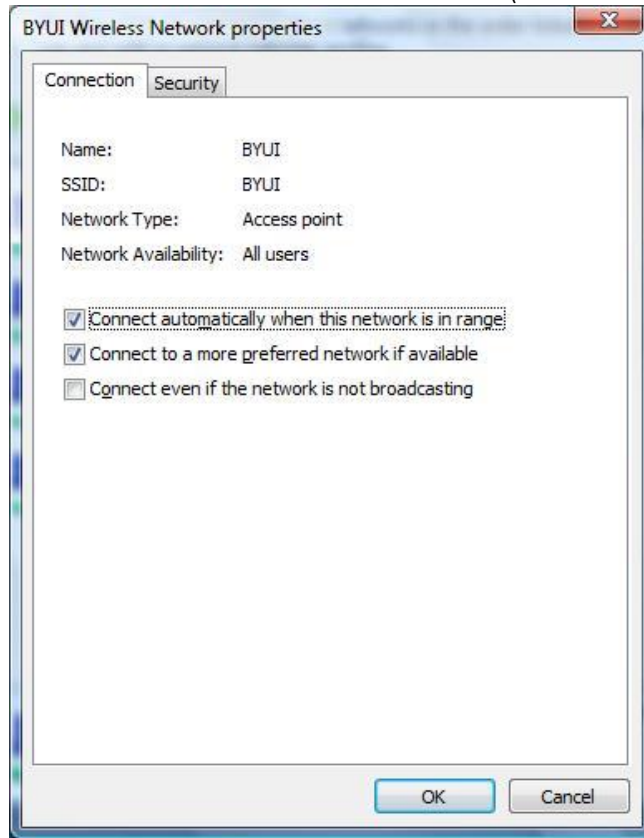 BYUI Wireless Network properties
Connection Security
Name: BYUI
SSID: BYUI
Network Type: Access point
Network Availability: All users
Connect automatically when this network is in range
Connect to a more preferred network if available
Connect even if the network is not broadcasting
OK Cancel